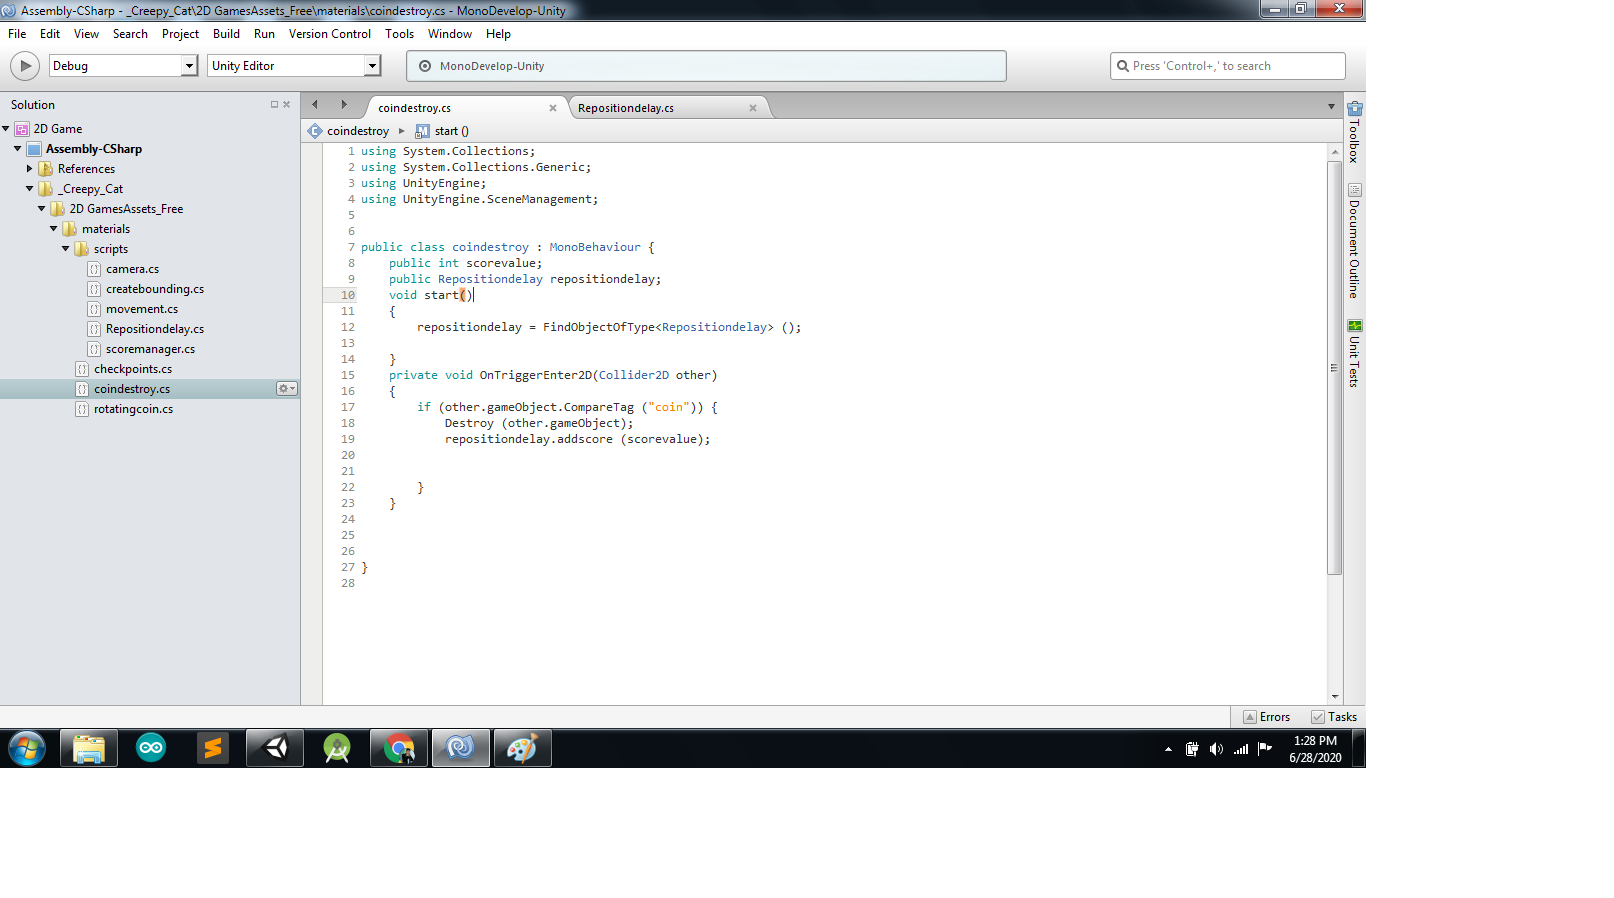 Assembly-CSharp - _Creepy_Cat\2D GamesAssets_Free\materials\coindestroy.cs - MonoDevelop-Unity
File Edit View Search Project Build Run Version Control Tools Window Help
Debug Unity Editor MonoDevelop-Unity Press 'Control+,' to search
Solution
2D Game
Assembly-CSharp
References
_Creepy_Cat
2D GamesAssets_Free
materials
scripts
camera.cs
createbounding.cs
movement.cs
Repositiondelay.cs
scoremanager.cs
checkpoints.cs
coindestroy.cs
rotatingcoin.cs
coindestroy.cs Repositiondelay.cs
coindestroy start ()
1 using System.Collections;
2 using System.Collections.Generic;
3 using UnityEngine;
4 using UnityEngine.SceneManagement;
5
6
7 public class coindestroy : MonoBehaviour {
8 public int scorevalue;
9 public Repositiondelay repositiondelay;
10 void start()
11 {
12 repositiondelay = FindObjectOfType<Repositiondelay> ();
13
14 }
15 private void OnTriggerEnter2D(Collider2D other)
16 {
17 if (other.gameObject.CompareTag ("coin")) {
18 Destroy (other.gameObject);
19 repositiondelay.addscore (scorevalue);
20
21
22 }
23 }
24
25
26
27 }
28
Toolbox
Document Outline
Unit Tests
Errors Tasks
1:28 PM
6/28/2020